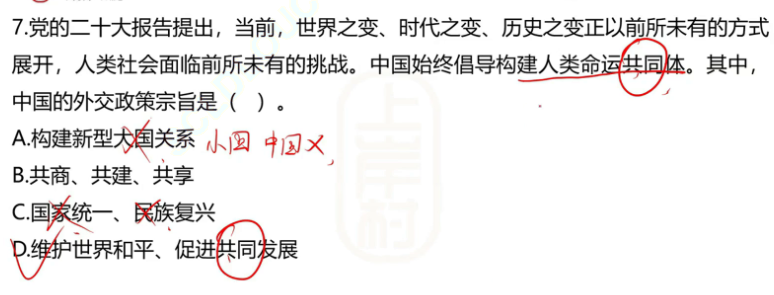 7.党的二十大报告提出，当前，世界之变、时代之变、历史之变正以前所未有的方式
展开，人类社会面临前所未有的挑战。中国始终倡导构建人类命运共同体。其中，
中国的外交政策宗旨是（ ）。
A.构建新型大国关系 小国 中国
B.共商、共建、共享
C.国家统一、民族复兴
D.维护世界和平、促进共同发展
上岸村